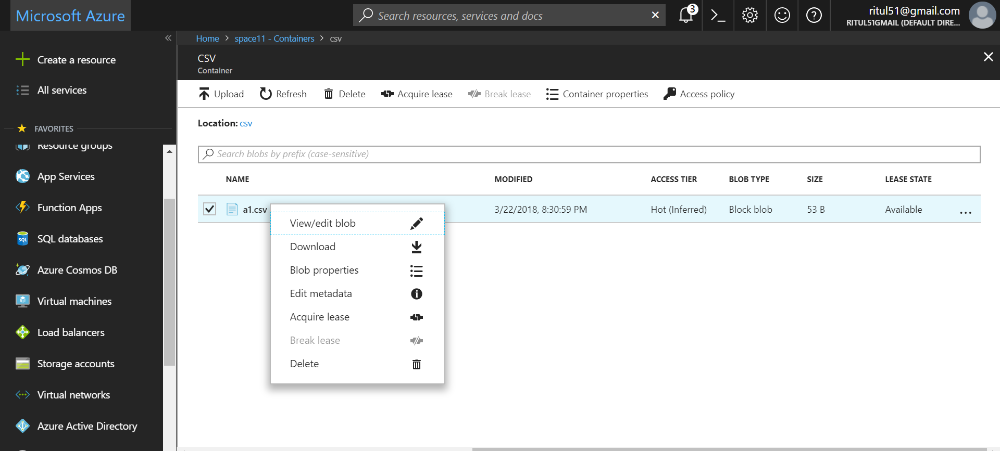 Microsoft Azure
Search resources, services and docs
3
ritul51@gmail.com
RITUL51GMAIL (DEFAULT DIRE...
Home > space11 - Containers > csv
Create a resource
All services
FAVORITES
Resource groups
App Services
Function Apps
SQL databases
Azure Cosmos DB
Virtual machines
Load balancers
Storage accounts
Virtual networks
Azure Active Directory
CSV
Container
Upload Refresh Delete Acquire lease Break lease Container properties Access policy
Location: csv
Search blobs by prefix (case-sensitive)
NAME MODIFIED ACCESS TIER BLOB TYPE SIZE LEASE STATE
a1.csv 3/22/2018, 8:30:59 PM Hot (Inferred) Block blob 53 B Available ...
View/edit blob
Download
Blob properties
Edit metadata
Acquire lease
Break lease
Delete